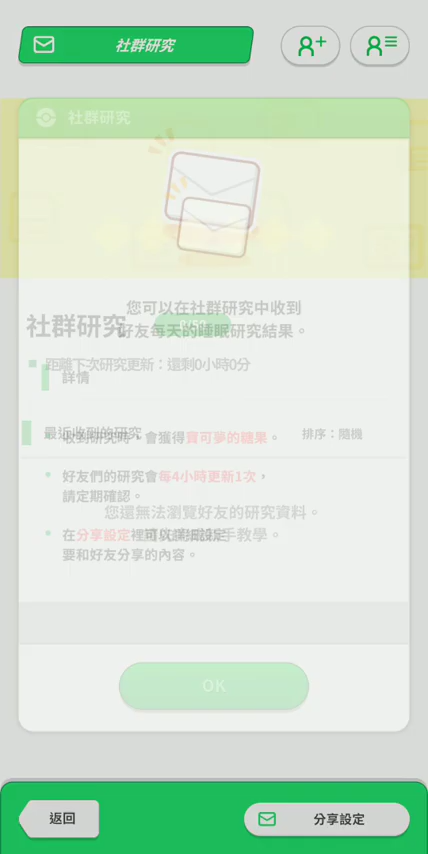 社群研究
社群研究
您可以在社群研究中收到
好友每天的睡眠研究結果。
社群研究
距離下次研究更新：還剩0小時0分
詳情
最近收到的研究
排序：隨機
收到研究時，會獲得寶可夢的糖果。
好友們的研究會每4小時更新1次，
請定期確認。
您還無法瀏覽好友的研究資料。
在分享設定裡可以詳細設定
要和好友分享的內容。
手教學。
OK
返回
分享設定